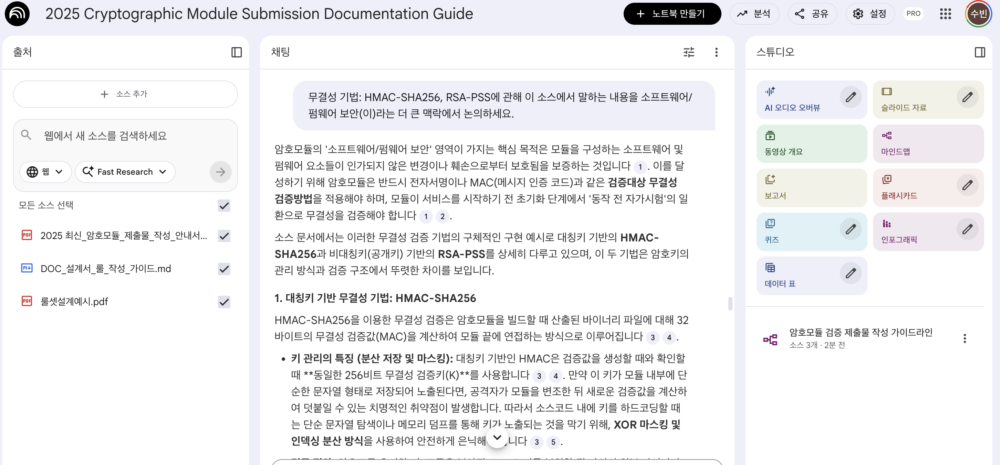 2025 Cryptographic Module Submission Documentation Guide
노트북 만들기
분석
공유
설정
PRO
수빈
출처
소스 추가
웹에서 새 소스를 검색하세요
웹
Fast Research
모든 소스 선택
PDF 2025 최신_암호모듈_제출물_작성_안내서...
DOC_설계서_룰_작성_가이드.md
PDF 룰셋설계예시.pdf
채팅
무결성 기법: HMAC-SHA256, RSA-PSS에 관해 이 소스에서 말하는 내용을 소프트웨어/
펌웨어 보안(이)라는 더 큰 맥락에서 논의하세요.
암호모듈의 '소프트웨어/펌웨어 보안' 영역이 가지는 핵심 목적은 모듈을 구성하는 소프트웨어 및
펌웨어 요소들이 인가되지 않은 변경이나 훼손으로부터 보호됨을 보증하는 것입니다 1. 이를 달
성하기 위해 암호모듈은 반드시 전자서명이나 MAC(메시지 인증 코드)과 같은 검증대상 무결성
검증방법을 적용해야 하며, 모듈이 서비스를 시작하기 전 초기화 단계에서 '동작 전 자가시험'의 일
환으로 무결성을 검증해야 합니다 1 2.
소스 문서에서는 이러한 무결성 검증 기법의 구체적인 구현 예시로 대칭키 기반의 HMAC-
SHA256과 비대칭키(공개키) 기반의 RSA-PSS를 상세히 다루고 있으며, 이 두 기법은 암호키의
관리 방식과 검증 구조에서 뚜렷한 차이를 보입니다.
1. 대칭키 기반 무결성 기법: HMAC-SHA256
HMAC-SHA256을 이용한 무결성 검증은 암호모듈을 빌드할 때 산출된 바이너리 파일에 대해 32
바이트의 무결성 검증값(MAC)을 계산하여 모듈 끝에 연접하는 방식으로 이루어집니다 3 4.
• 키 관리의 특징 (분산 저장 및 마스킹): 대칭키 기반인 HMAC은 검증값을 생성할 때와 확인할
때 **동일한 256비트 무결성 검증키(K)**를 사용합니다 3 4. 만약 이 키가 모듈 내부에 단
순한 문자열 형태로 저장되어 노출된다면, 공격자가 모듈을 변조한 뒤 새로운 검증값을 계산하
여 덧붙일 수 있는 치명적인 취약점이 발생합니다. 따라서 소스코드 내에 키를 하드코딩할 때
는 단순 문자열 탐색이나 메모리 덤프를 통해 키가 노출되는 것을 막기 위해, XOR 마스킹 및
인덱싱 분산 방식을 사용하여 안전하게 은닉해 니다 3 5.
스튜디오
AI 오디오 오버뷰
슬라이드 자료
동영상 개요
마인드맵
보고서
플래시카드
퀴즈
인포그래픽
데이터 표
암호모듈 검증 제출물 작성 가이드라인
소스 3개 · 2분 전